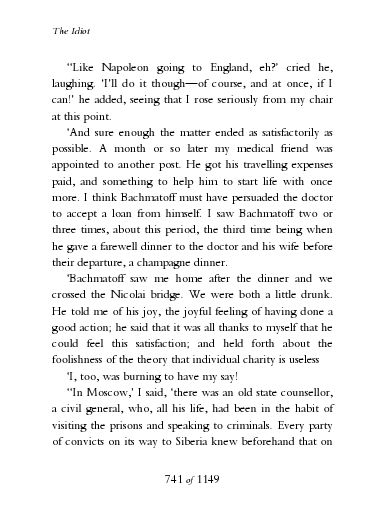 The Idiot
“Like Napoleon going to England, eh?’ cried he,
laughing. ‘I’ll do it though—of course, and at once, if I
can!’ he added, seeing that I rose seriously from my chair
at this point.
‘And sure enough the matter ended as satisfactorily as
possible. A month or so later my medical friend was
appointed to another post. He got his travelling expenses
paid, and something to help him to start life with once
more. I think Bachmatoff must have persuaded the doctor
to accept a loan from himself. I saw Bachmatoff two or
three times, about this period, the third time being when
he gave a farewell dinner to the doctor and his wife before
their departure, a champagne dinner.
‘Bachmatoff saw me home after the dinner and we
crossed the Nicolai bridge. We were both a little drunk.
He told me of his joy, the joyful feeling of having done a
good action; he said that it was all thanks to myself that he
could feel this satisfaction; and held forth about the
foolishness of the theory that individual charity is useless
‘I, too, was burning to have my say!
“In Moscow,’ I said, ‘there was an old state counsellor,
a civil general, who, all his life, had been in the habit of
visiting the prisons and speaking to criminals. Every party
of convicts on its way to Siberia knew beforehand that on
741 of 1149